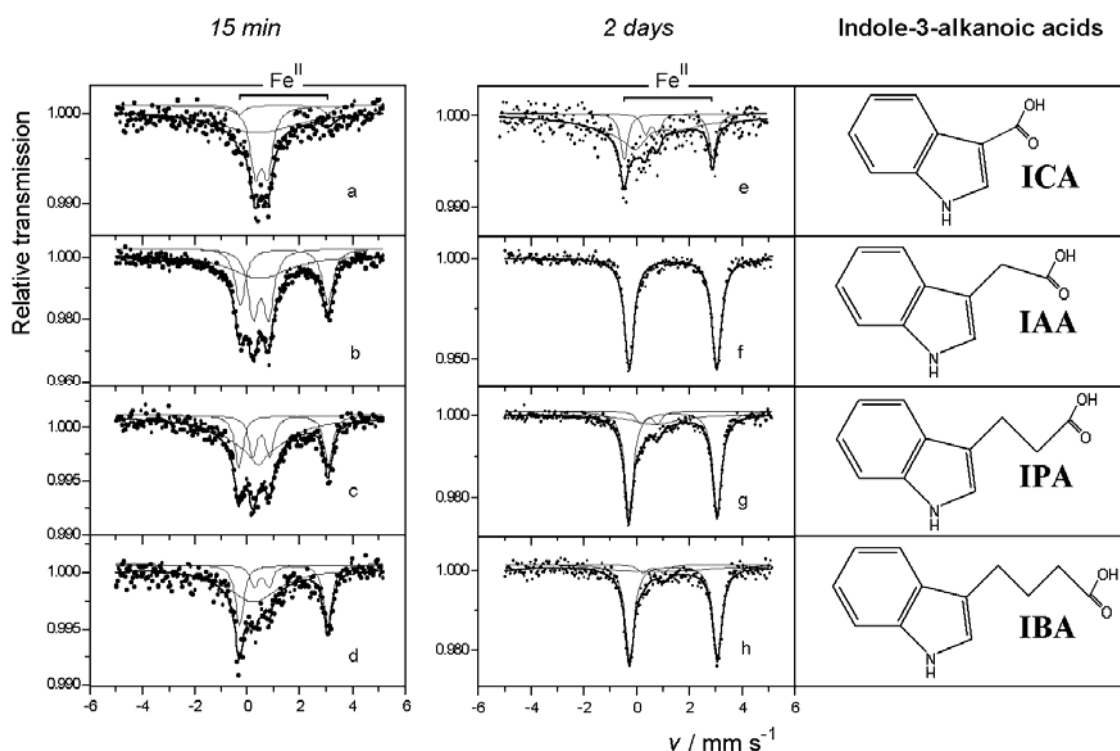 15 min 2 days Indole-3-alkanoic acids
Fe^II Fe^II
Relative transmission
1.000
0.990
a
1.000
0.990
e
OH
O
N
H
ICA
1.000
0.980
0.960
b
1.000
0.950
f
OH
O
N
H
IAA
1.000
0.995
0.990
c
1.000
0.980
g
OH
O
N
H
IPA
1.000
0.995
0.990
d
1.000
0.980
h
OH
O
N
H
IBA
-6 -4 -2 0 2 4 6
-4 -2 0 2 4 6
v / mm s⁻¹